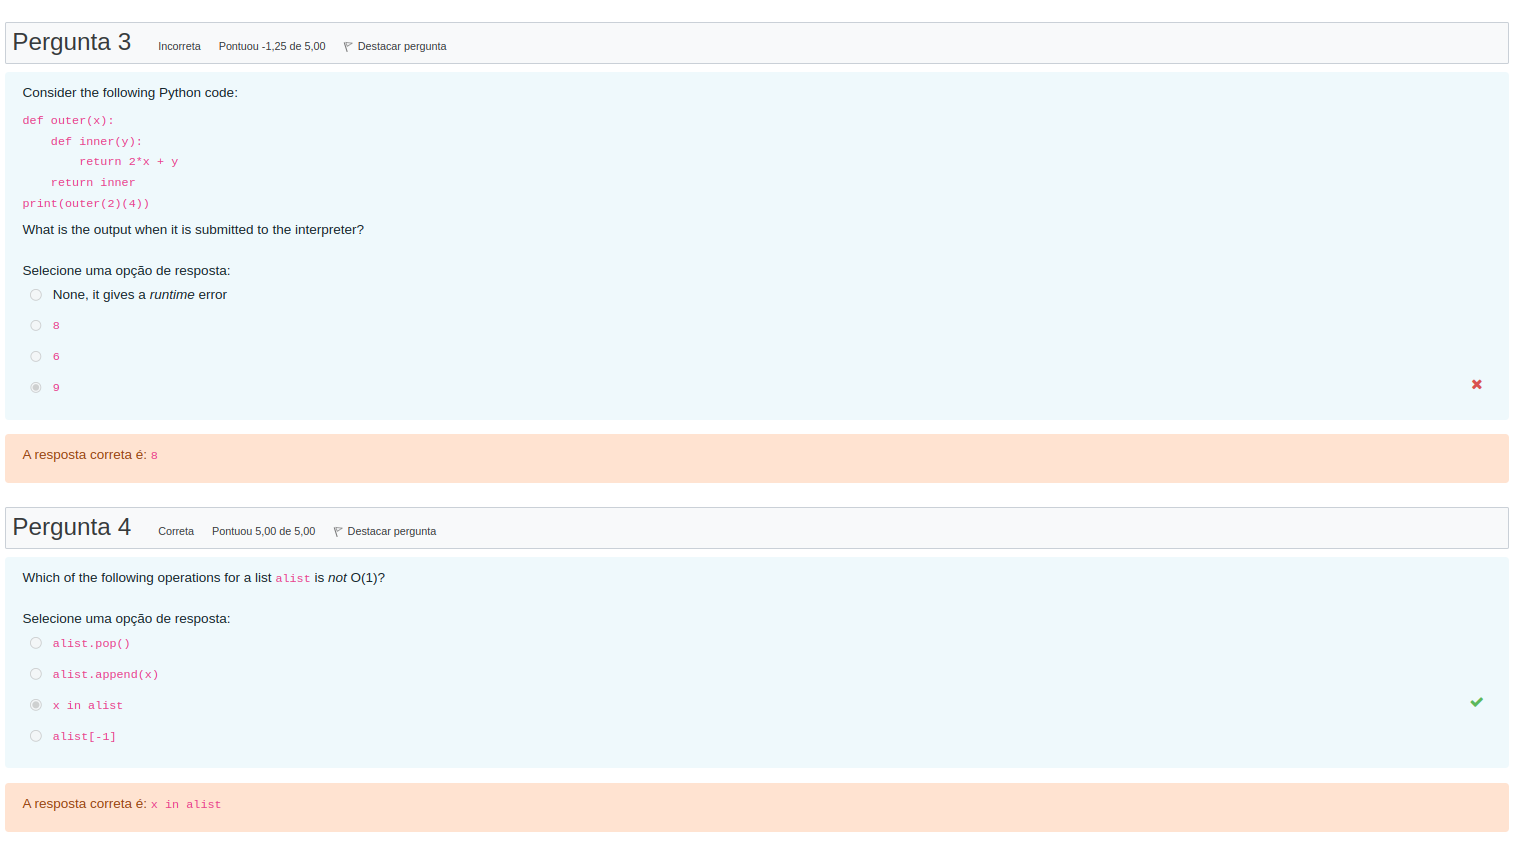 Pergunta 3 Incorreta Pontuou -1,25 de 5,00 Destacar pergunta
Consider the following Python code:
def outer(x):
    def inner(y):
        return 2*x + y
    return inner
print(outer(2)(4))
What is the output when it is submitted to the interpreter?
Selecione uma opção de resposta:
None, it gives a runtime error
8
6
9
A resposta correta é: 8
Pergunta 4 Correta Pontuou 5,00 de 5,00 Destacar pergunta
Which of the following operations for a list alist is not O(1)?
Selecione uma opção de resposta:
alist.pop()
alist.append(x)
x in alist
alist[-1]
A resposta correta é: x in alist